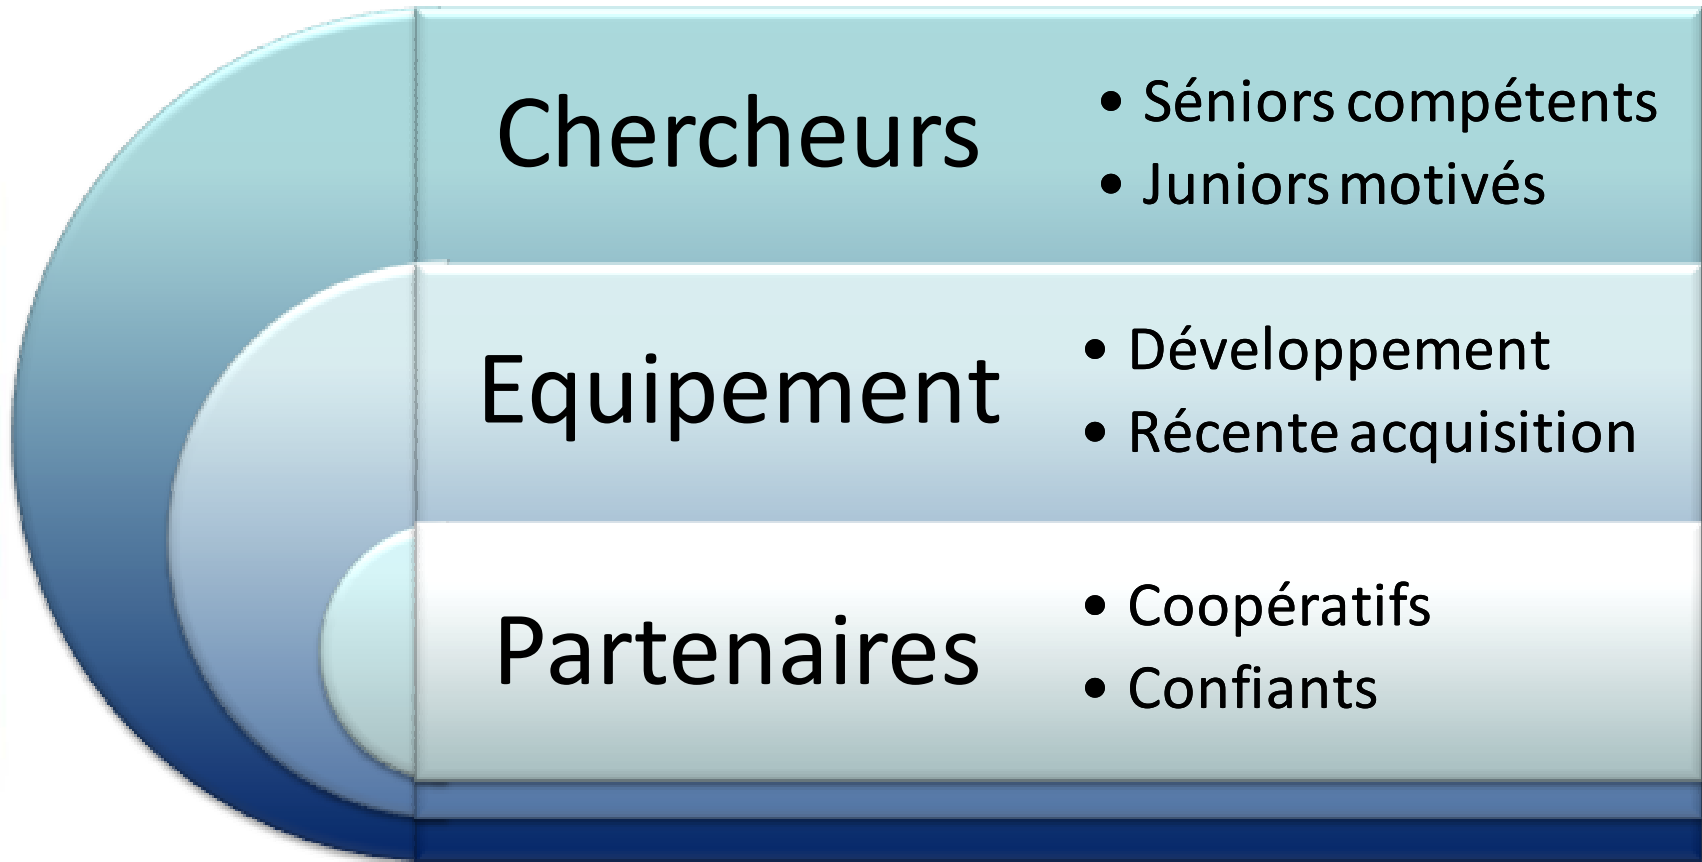 Chercheurs
• Séniors compétents
• Juniors motivés
Equipement
• Développement
• Récente acquisition
Partenaires
• Coopératifs
• Confiants